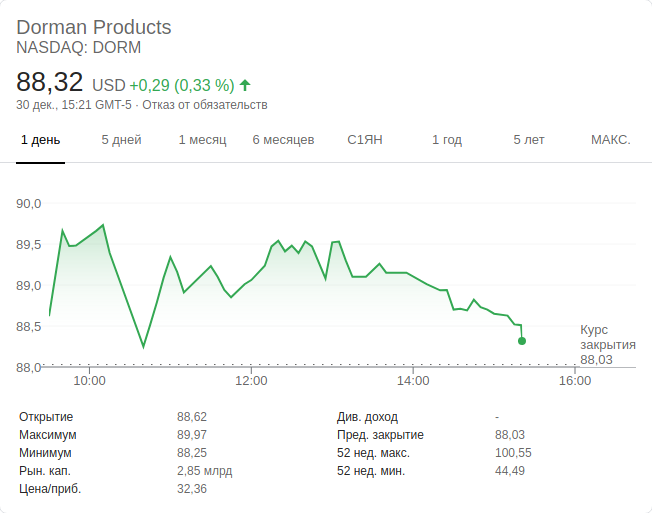 Dorman Products
NASDAQ: DORM
88,32 USD +0,29 (0,33 %)
30 дек., 15:21 GMT-5 · Отказ от обязательств
1 день 5 дней 1 месяц 6 месяцев С1ЯН 1 год 5 лет МАКС.
90,0
89,5
89,0
88,5
88,0
Курс
закрытия
88,03
10:00 12:00 14:00 16:00
Открытие 88,62 Див. доход -
Максимум 89,97 Пред. закрытие 88,03
Минимум 88,25 52 нед. макс. 100,55
Рын. кап. 2,85 млрд 52 нед. мин. 44,49
Цена/приб. 32,36